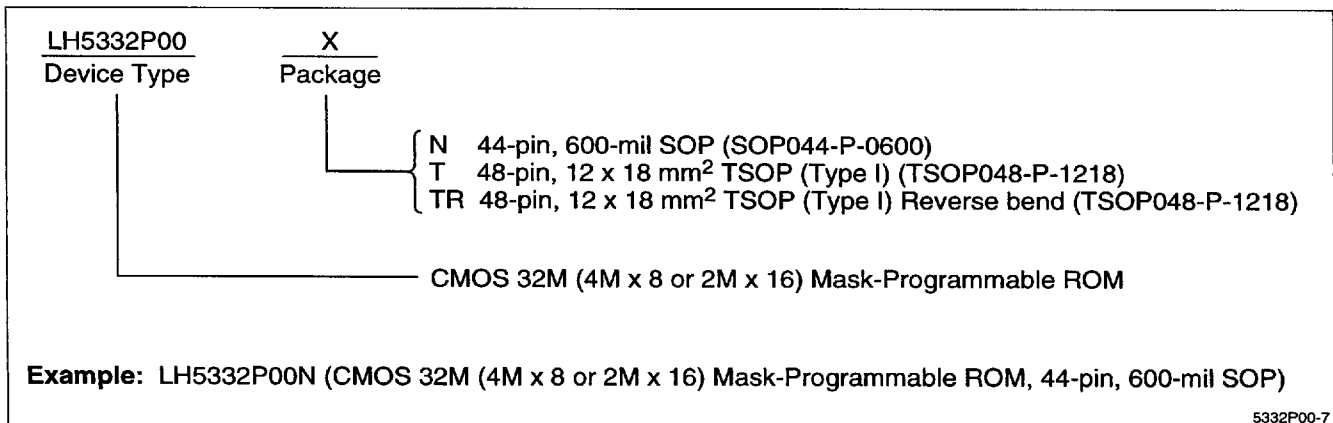 LH5332P00 X
Device Type Package
N 44-pin, 600-mil SOP (SOP044-P-0600)
T 48-pin, 12 x 18 mm² TSOP (Type I) (TSOP048-P-1218)
TR 48-pin, 12 x 18 mm² TSOP (Type I) Reverse bend (TSOP048-P-1218)
CMOS 32M (4M x 8 or 2M x 16) Mask-Programmable ROM
Example: LH5332P00N (CMOS 32M (4M x 8 or 2M x 16) Mask-Programmable ROM, 44-pin, 600-mil SOP)
5332P00-7